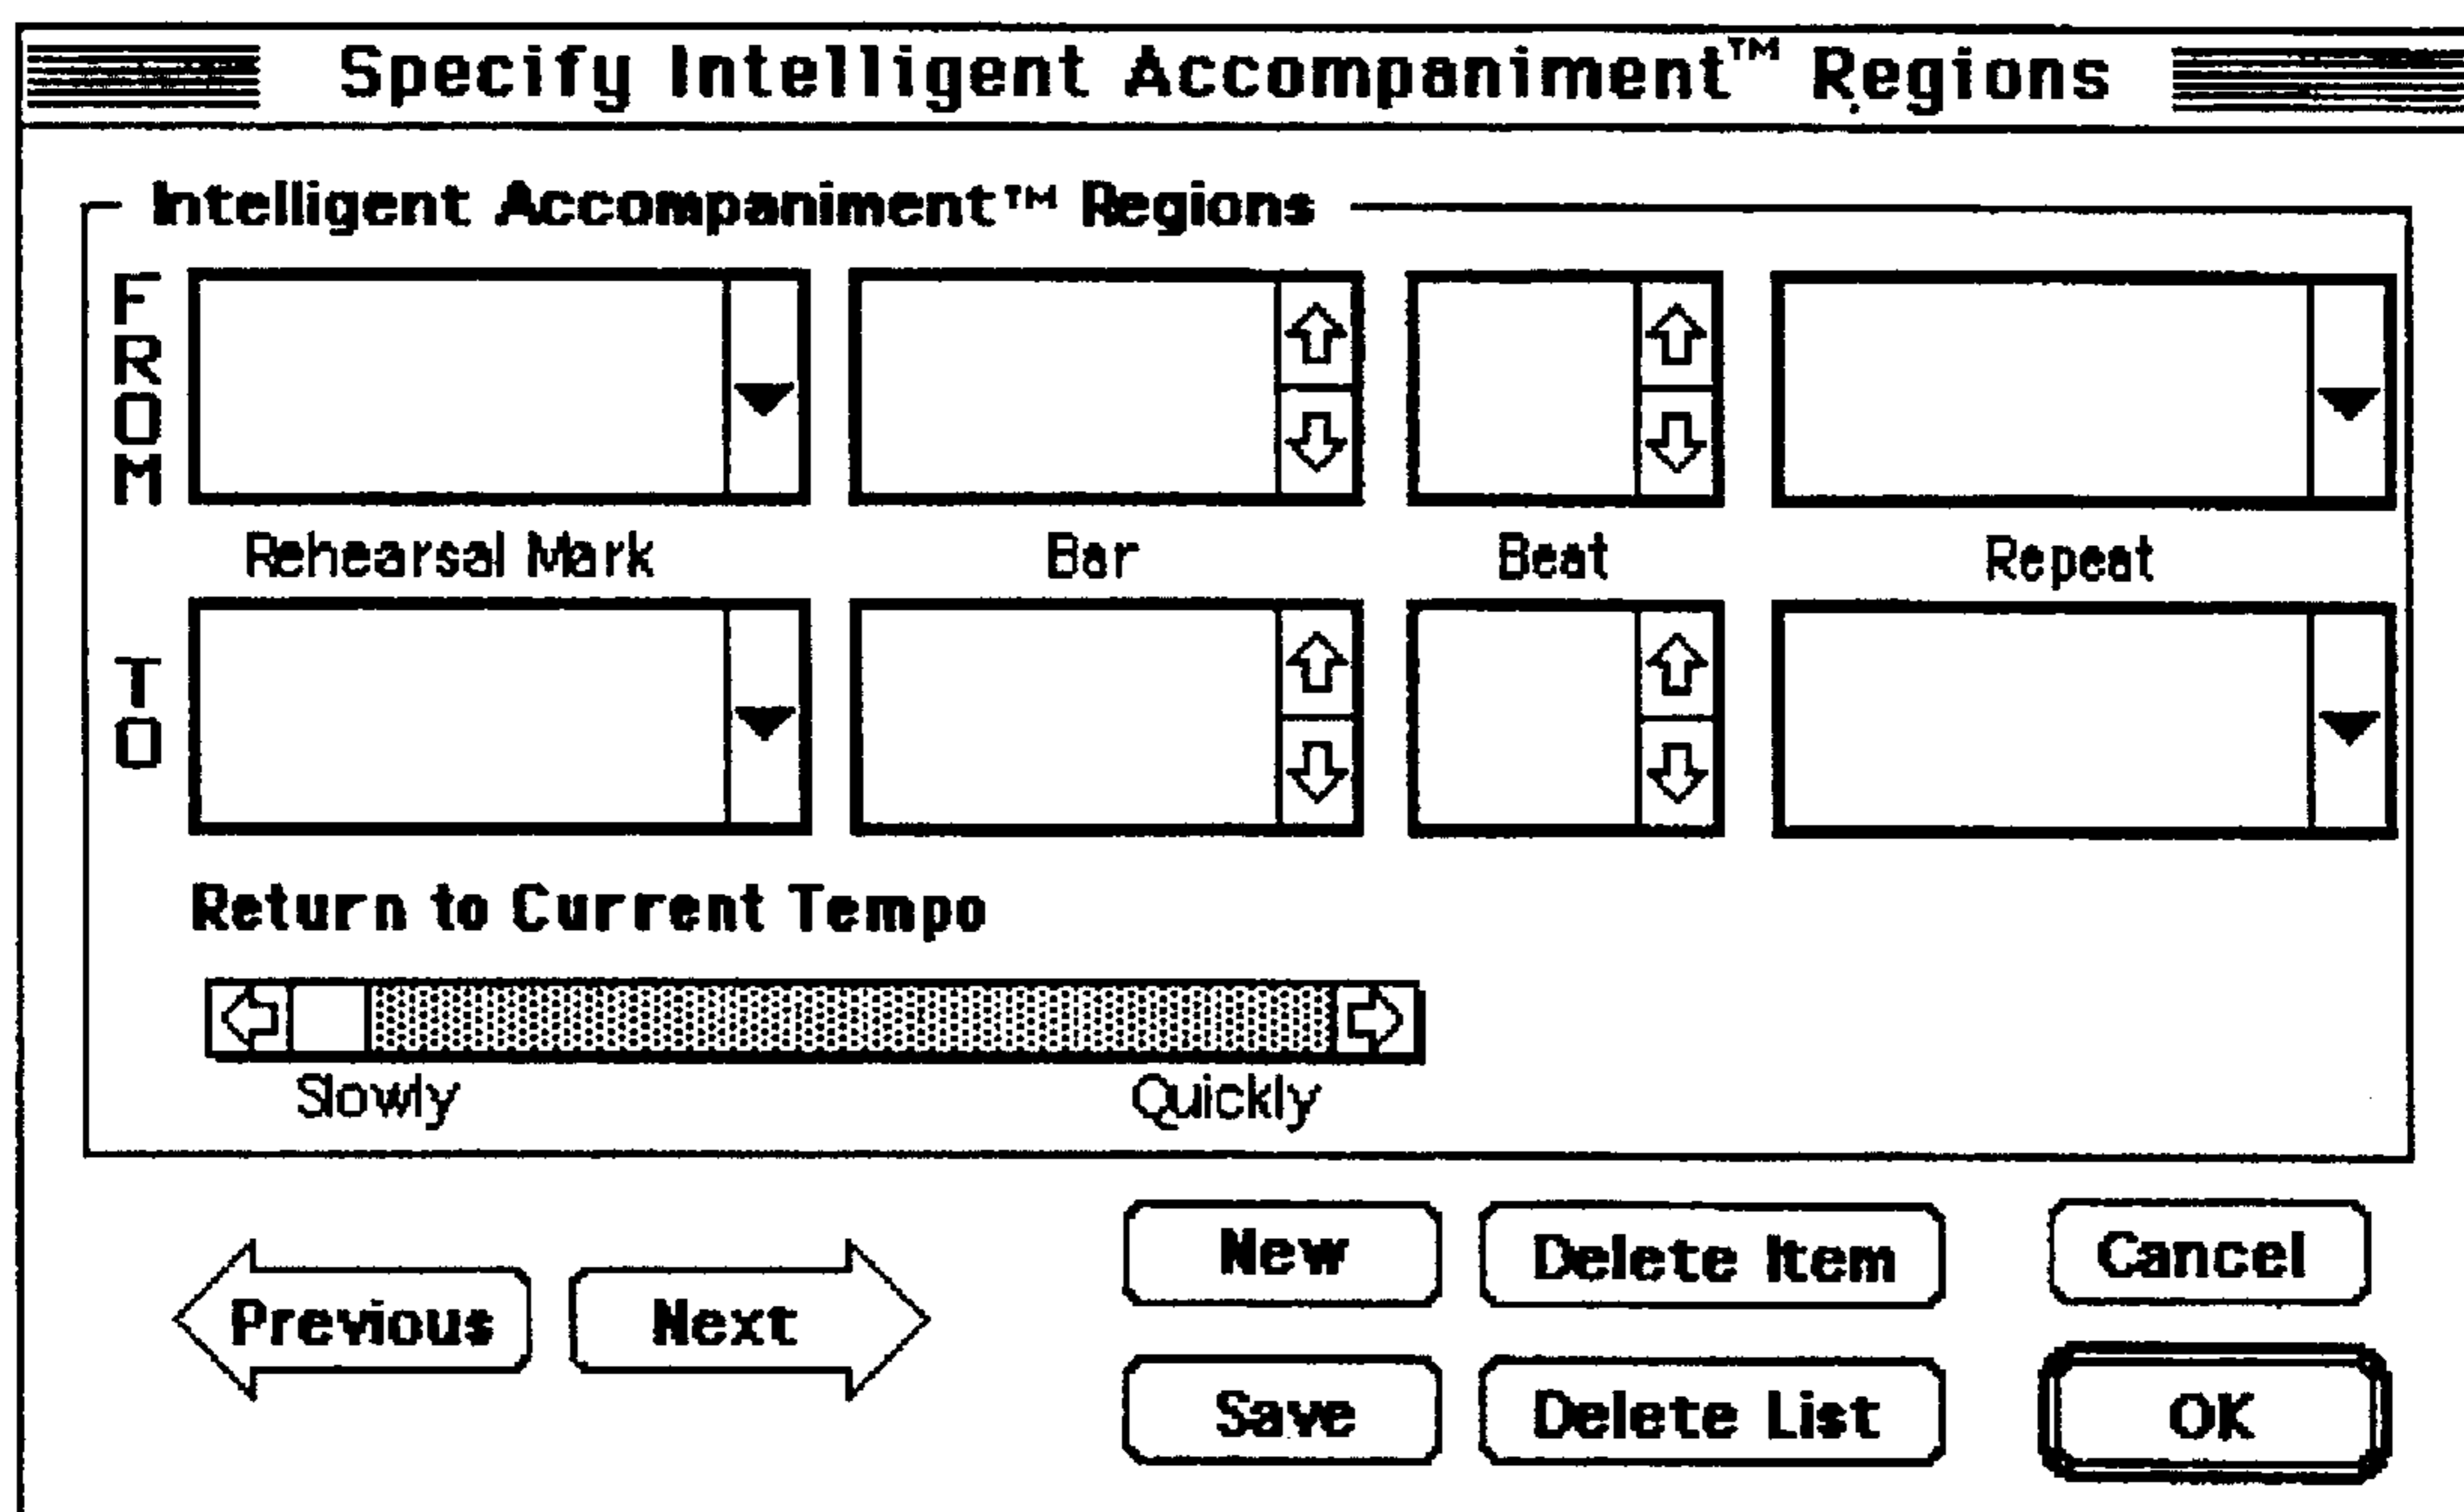 Specify Intelligent Accompaniment™ Regions
Intelligent Accompaniment™ Regions
FROM
Rehearsal Mark Bar Beat Repeat
TO
Return to Current Tempo
Slowly Quickly
New Delete Item Cancel
Previous Next
Save Delete List OK